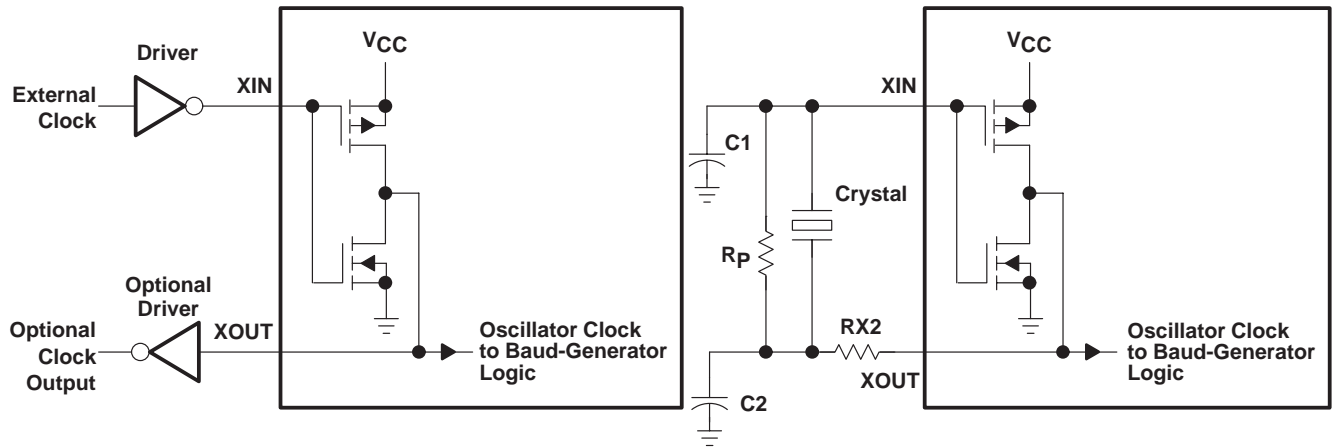 Driver
External
Clock
XIN
VCC
Optional
Driver
Optional
Clock
Output
XOUT
Oscillator Clock
to Baud-Generator
Logic
XIN
VCC
C1
Crystal
RP
RX2
XOUT
C2
Oscillator Clock
to Baud-Generator
Logic